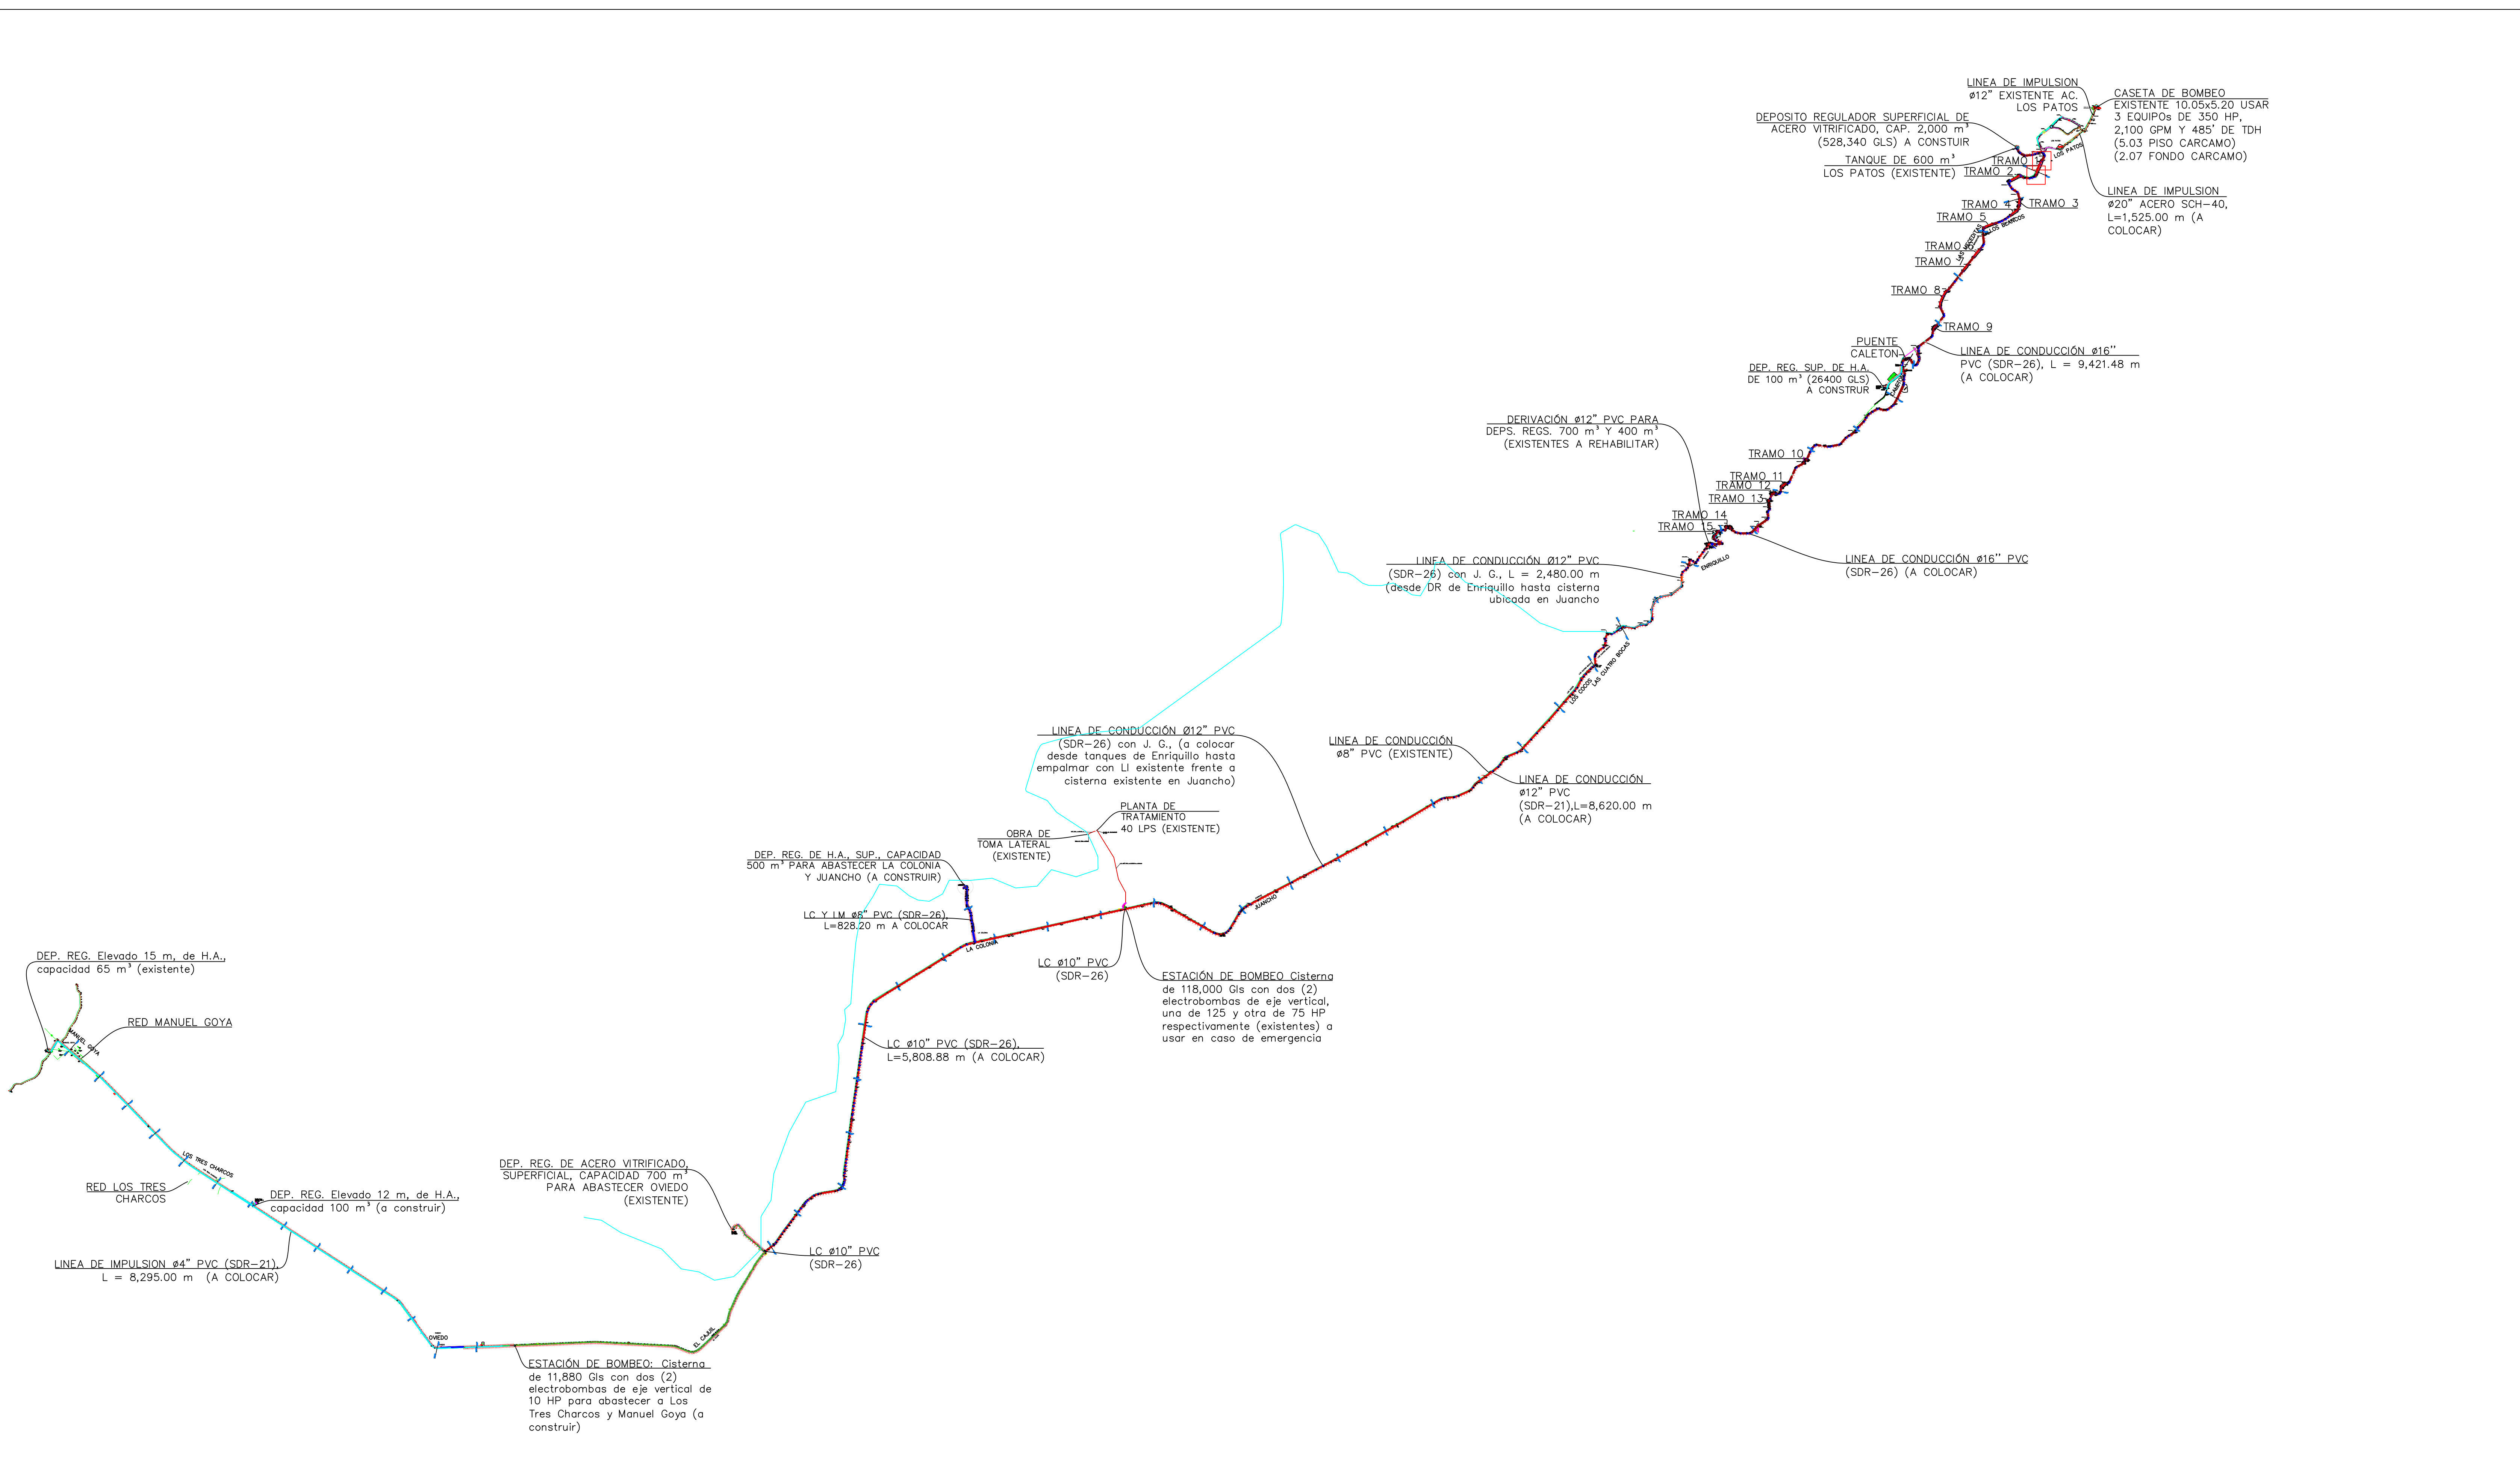 LINEA DE IMPULSION
ø12" EXISTENTE AC.
LOS PATOS
CASETA DE BOMBEO
EXISTENTE 10.05x5.20 USAR
3 EQUIPOs DE 350 HP,
2,100 GPM Y 485' DE TDH
(5.03 PISO CARCAMO)
(2.07 FONDO CARCAMO)
DEPOSITO REGULADOR SUPERFICIAL DE
ACERO VITRIFICADO, CAP. 2,000 m³
(528,340 GLS) A CONSTUIR
TANQUE DE 600 m³
LOS PATOS (EXISTENTE)
TRAMO 1
TRAMO 2
LOS PATOS
LINEA DE IMPULSION
ø20" ACERO SCH-40,
L=1,525.00 m (A
COLOCAR)
TRAMO 3
TRAMO 4
TRAMO 5
TRAMO 6
TRAMO 7
TRAMO 8
TRAMO 9
PUENTE
CALETON
LINEA DE CONDUCCIÓN ø16''
PVC (SDR-26), L = 9,421.48 m
(A COLOCAR)
DEP. REG. SUP. DE H.A.
DE 100 m³ (26400 GLS)
A CONSTRUR
DERIVACIÓN ø12" PVC PARA
DEPS. REGS. 700 m³ Y 400 m³
(EXISTENTES A REHABILITAR)
TRAMO 10
TRAMO 11
TRAMO 12
TRAMO 13
TRAMO 14
TRAMO 15
ENRIQUILLO
LINEA DE CONDUCCIÓN ø16'' PVC
(SDR-26) (A COLOCAR)
LINEA DE CONDUCCIÓN Ø12" PVC
(SDR-26) con J. G., L = 2,480.00 m
(desde DR de Enriquillo hasta cisterna
ubicada en Juancho
LAS CUATRO BOCAS
LOS COCOS
LINEA DE CONDUCCIÓN Ø12" PVC
(SDR-26) con J. G., (a colocar
desde tanques de Enriquillo hasta
empalmar con LI existente frente a
cisterna existente en Juancho)
LINEA DE CONDUCCIÓN
ø8" PVC (EXISTENTE)
LINEA DE CONDUCCIÓN
ø12" PVC
(SDR-21),L=8,620.00 m
(A COLOCAR)
PLANTA DE
TRATAMIENTO
40 LPS (EXISTENTE)
OBRA DE
TOMA LATERAL
(EXISTENTE)
DEP. REG. DE H.A., SUP., CAPACIDAD
500 m³ PARA ABASTECER LA COLONIA
Y JUANCHO (A CONSTRUIR)
JUANCHO
LC Y LM ø8" PVC (SDR-26),
L=828.20 m A COLOCAR
LA COLONIA
LC ø10" PVC
(SDR-26)
ESTACIÓN DE BOMBEO Cisterna
de 118,000 Gls con dos (2)
electrobombas de eje vertical,
una de 125 y otra de 75 HP
respectivamente (existentes) a
usar en caso de emergencia
DEP. REG. Elevado 15 m, de H.A.,
capacidad 65 m³ (existente)
RED MANUEL GOYA
MANUEL GOYA
LC ø10" PVC (SDR-26),
L=5,808.88 m (A COLOCAR)
LOS TRES CHARCOS
RED LOS TRES
CHARCOS
DEP. REG. Elevado 12 m, de H.A.,
capacidad 100 m³ (a construir)
DEP. REG. DE ACERO VITRIFICADO,
SUPERFICIAL, CAPACIDAD 700 m³
PARA ABASTECER OVIEDO
(EXISTENTE)
LC ø10" PVC
(SDR-26)
LINEA DE IMPULSION ø4" PVC (SDR-21),
L = 8,295.00 m (A COLOCAR)
OVIEDO
EL CAJUIL
ESTACIÓN DE BOMBEO: Cisterna
de 11,880 Gls con dos (2)
electrobombas de eje vertical de
10 HP para abastecer a Los
Tres Charcos y Manuel Goya (a
construir)